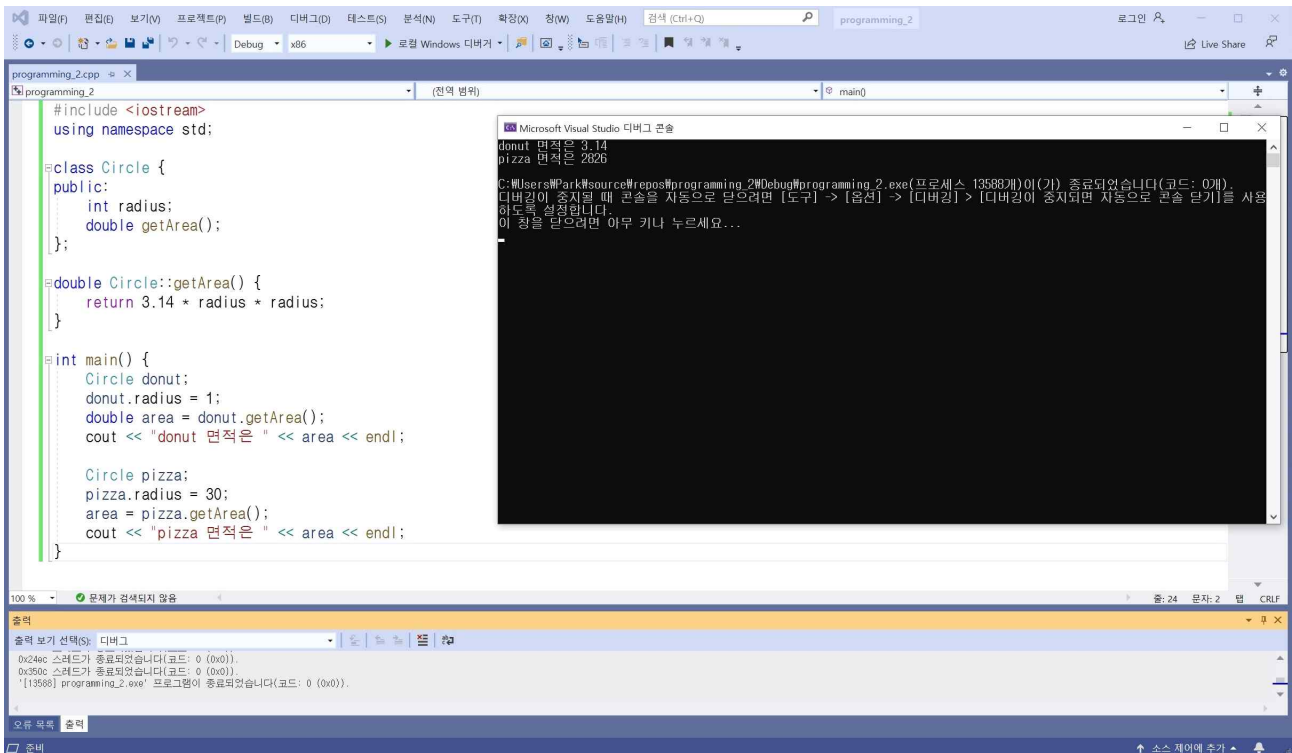 파일(F) 편집(E) 보기(V) 프로젝트(P) 빌드(B) 디버그(D) 테스트(S) 분석(N) 도구(T) 확장(X) 창(W) 도움말(H) 검색 (Ctrl+Q) programming_2 로그인
Debug x86 로컬 Windows 디버거 Live Share
programming_2.cpp
programming_2 (전역 범위) main()
#include <iostream>
using namespace std;
class Circle {
public:
int radius;
double getArea();
};
double Circle::getArea() {
return 3.14 * radius * radius;
}
int main() {
Circle donut;
donut.radius = 1;
double area = donut.getArea();
cout << "donut 면적은 " << area << endl;
Circle pizza;
pizza.radius = 30;
area = pizza.getArea();
cout << "pizza 면적은 " << area << endl;
}
Microsoft Visual Studio 디버그 콘솔
donut 면적은 3.14
pizza 면적은 2826
C:₩Users₩Park₩source₩repos₩programming_2₩Debug₩programming_2.exe(프로세스 13588개)이(가) 종료되었습니다(코드: 0개).
디버깅이 중지될 때 콘솔을 자동으로 닫으려면 [도구] -> [옵션] -> [디버깅] > [디버깅이 중지되면 자동으로 콘솔 닫기]를 사용
하도록 설정합니다.
이 창을 닫으려면 아무 키나 누르세요...
100 % 문제가 검색되지 않음 줄: 24 문자: 2 탭 CRLF
출력
출력 보기 선택(S): 디버그
0x24ec 스레드가 종료되었습니다(코드: 0 (0x0)).
0x350c 스레드가 종료되었습니다(코드: 0 (0x0)).
'[13588] programming_2.exe' 프로그램이 종료되었습니다(코드: 0 (0x0)).
오류 목록 출력
준비 소스 제어에 추가